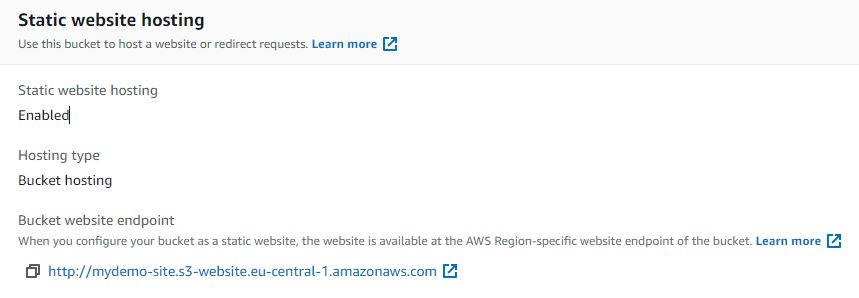 Static website hosting
Use this bucket to host a website or redirect requests. Learn more
Static website hosting
Enabled
Hosting type
Bucket hosting
Bucket website endpoint
When you configure your bucket as a static website, the website is available at the AWS Region-specific website endpoint of the bucket. Learn more
http://mydemo-site.s3-website.eu-central-1.amazonaws.com